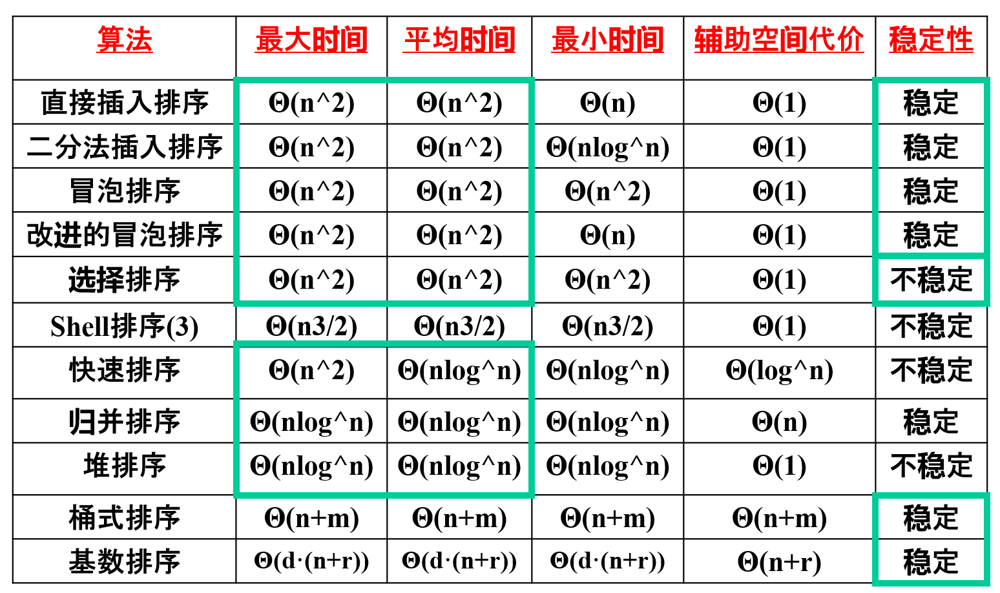 算法 最大时间 平均时间 最小时间 辅助空间代价 稳定性
直接插入排序 Θ(n^2) Θ(n^2) Θ(n) Θ(1) 稳定
二分法插入排序 Θ(n^2) Θ(n^2) Θ(nlog^n) Θ(1) 稳定
冒泡排序 Θ(n^2) Θ(n^2) Θ(n^2) Θ(1) 稳定
改进的冒泡排序 Θ(n^2) Θ(n^2) Θ(n) Θ(1) 稳定
选择排序 Θ(n^2) Θ(n^2) Θ(n^2) Θ(1) 不稳定
Shell排序(3) Θ(n3/2) Θ(n3/2) Θ(n3/2) Θ(1) 不稳定
快速排序 Θ(n^2) Θ(nlog^n) Θ(nlog^n) Θ(log^n) 不稳定
归并排序 Θ(nlog^n) Θ(nlog^n) Θ(nlog^n) Θ(n) 稳定
堆排序 Θ(nlog^n) Θ(nlog^n) Θ(nlog^n) Θ(1) 不稳定
桶式排序 Θ(n+m) Θ(n+m) Θ(n+m) Θ(n+m) 稳定
基数排序 Θ(d·(n+r)) Θ(d·(n+r)) Θ(d·(n+r)) Θ(n+r) 稳定